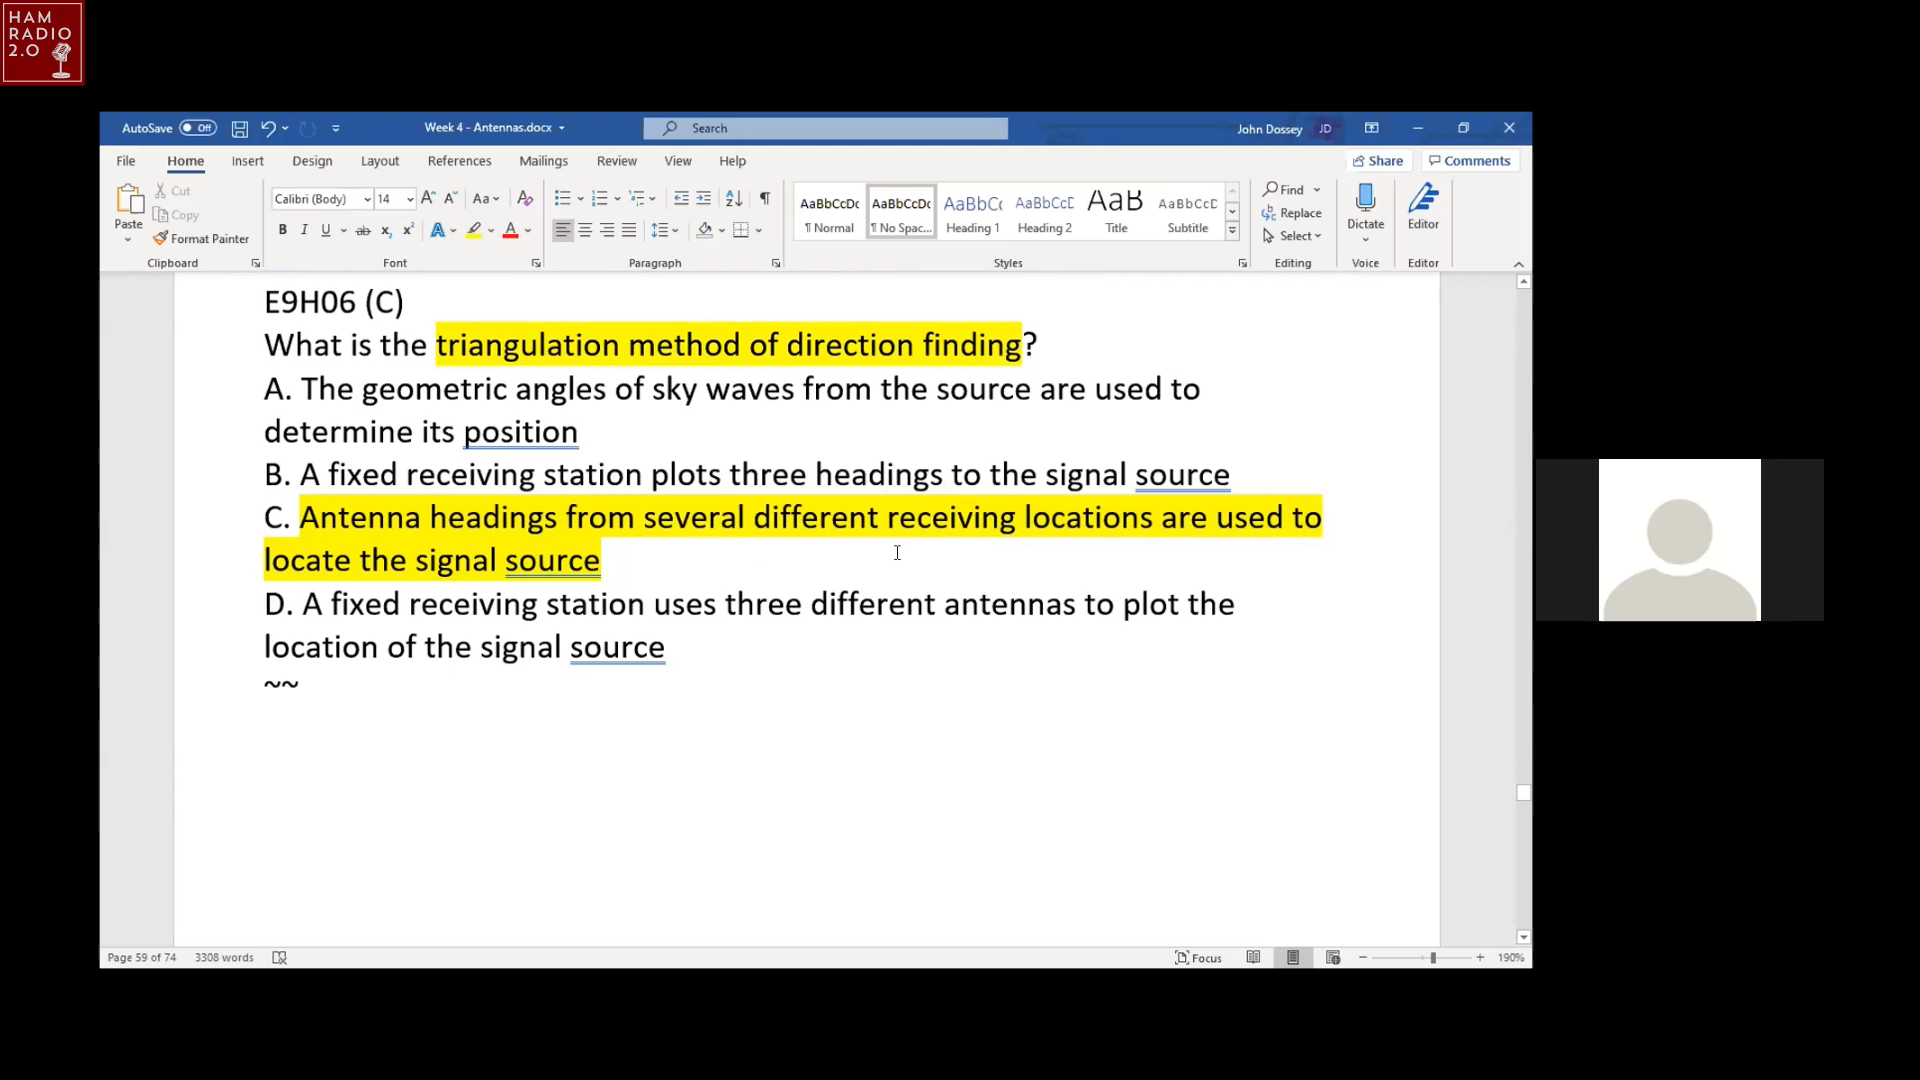 HAM
RADIO
2.0
AutoSave Off
Week 4 - Antennas.docx
Search
John Dossey JD
File Home Insert Design Layout References Mailings Review View Help
Share Comments
Paste
Cut
Copy
Format Painter
Clipboard
Calibri (Body) 14
Font
Paragraph
AaBbCcDc AaBbCcDc AaBbCc AaBbCcD AaB AaBbCcD
¶ Normal ¶ No Spac... Heading 1 Heading 2 Title Subtitle
Styles
Find
Replace
Select
Editing
Dictate
Voice
Editor
Editor
E9H06 (C)
What is the triangulation method of direction finding?
A. The geometric angles of sky waves from the source are used to
determine its position
B. A fixed receiving station plots three headings to the signal source
C. Antenna headings from several different receiving locations are used to
locate the signal source
D. A fixed receiving station uses three different antennas to plot the
location of the signal source
~~
Page 59 of 74 3308 words
Focus
190%